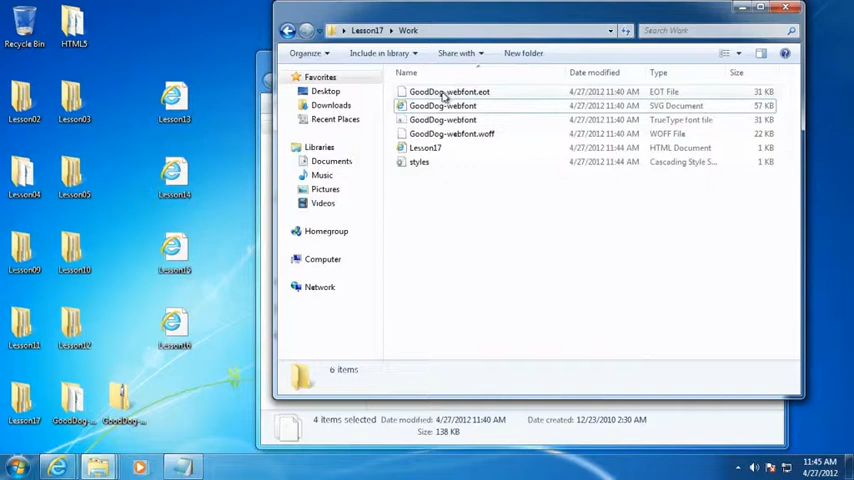 Recycle Bin
HTML5
Lesson02
Lesson03
Lesson13
Lesson04
Lesson05
Lesson14
Lesson09
Lesson10
Lesson15
Lesson11
Lesson12
Lesson16
Lesson17
GoodDog-...
GoodDog-...
Lesson17
Work
Search Work
Organize
Include in library
Share with
New folder
Favorites
Desktop
Downloads
Recent Places
Libraries
Documents
Music
Pictures
Videos
Homegroup
Computer
Network
Name Date modified Type Size
GoodDog-webfont.eot 4/27/2012 11:40 AM EOT File 31 KB
GoodDog-webfont 4/27/2012 11:40 AM SVG Document 57 KB
GoodDog-webfont 4/27/2012 11:40 AM TrueType font file 31 KB
GoodDog-webfont.woff 4/27/2012 11:40 AM WOFF File 22 KB
Lesson17 4/27/2012 11:44 AM HTML Document 1 KB
styles 4/27/2012 11:44 AM Cascading Style S... 1 KB
6 items
4 items selected Date modified: 4/27/2012 11:40 AM Date created: 12/23/2010 2:30 AM
Size: 138 KB
11:45 AM
4/27/2012